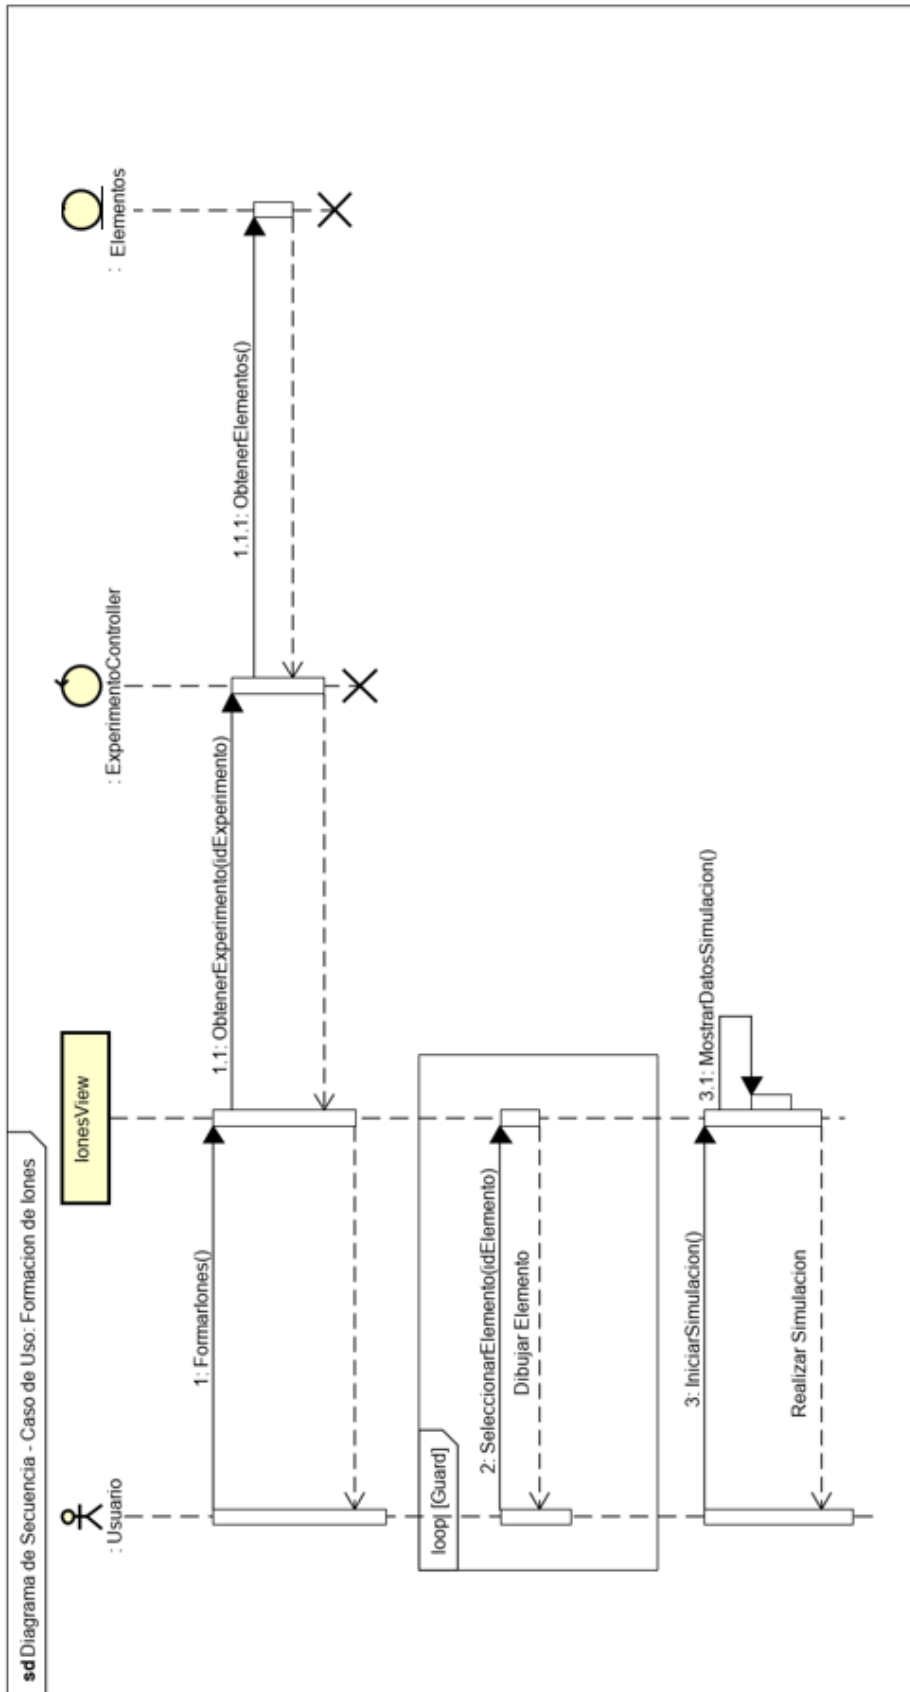 sd Diagrama de Secuencia - Caso de Uso: Formacion de Iones
: Usuario
IonesView
: ExperimentoController
: Elementos
1: FormarIones()
1.1: ObtenerExperimento(idExperimento)
1.1.1: ObtenerElementos()
loop [Guard]
2: SeleccionarElemento(idElemento)
Dibujar Elemento
3: IniciarSimulacion()
3.1: MostrarDatosSimulacion()
Realizar Simulacion